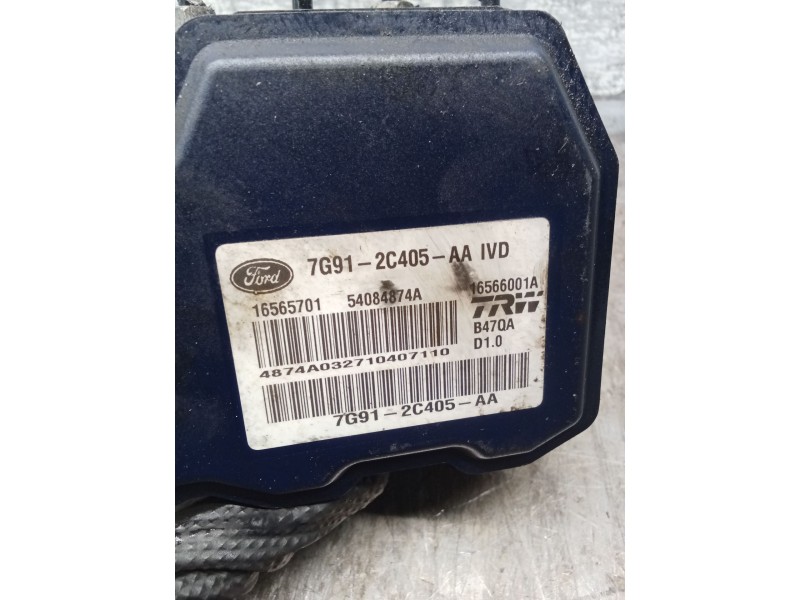 Ford 7G91-2C405-AA IVD
16565701 54084874A 16566001A
TRW
B47QA
4874A032710407110 D1.0
7G91-2C405-AA